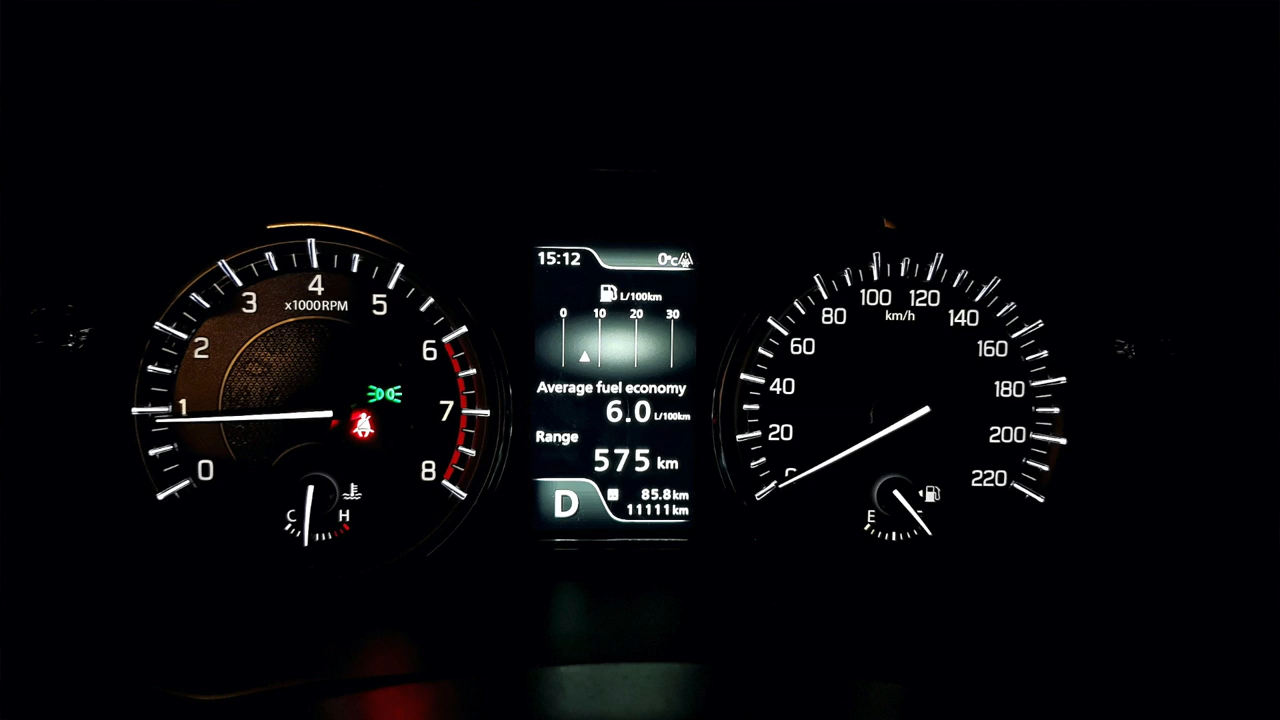 4
3
5
x1000RPM
2
6
1
7
0
8
C
H
15:12
0°c
L/100km
0 10 20 30
Average fuel economy
6.0 L/100km
Range
575 km
D
85.8 km
11111 km
100 120
km/h
80
140
60
160
40
180
20
200
0
220
E